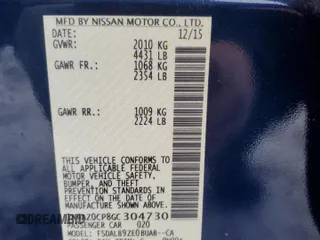 MFD BY NISSAN MOTOR CO., LTD.
12/15
GVWR: 2010 KG
4431 LB
GAWR FR: 1068 KG
2354 LB
GAWR RR: 1009 KG
2224 LB
304730
THIS VEHICLE CONFORMS TO ALL
APPLICABLE U.S. FEDERAL MOTOR
VEHICLE SAFETY,
BUMPER, AND THEFT
PREVENTION STANDARDS
IN EFFECT ON THE DATE OF
MANUFACTURE SHOWN ABOVE.
PASSENGER CAR 020